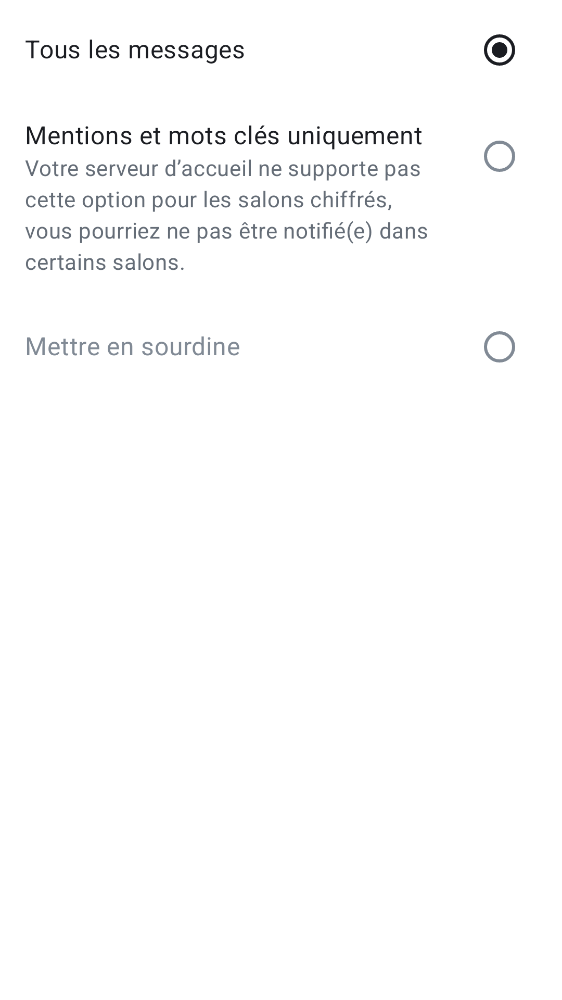 Tous les messages
Mentions et mots clés uniquement
Votre serveur d’accueil ne supporte pas
cette option pour les salons chiffrés,
vous pourriez ne pas être notifié(e) dans
certains salons.
Mettre en sourdine